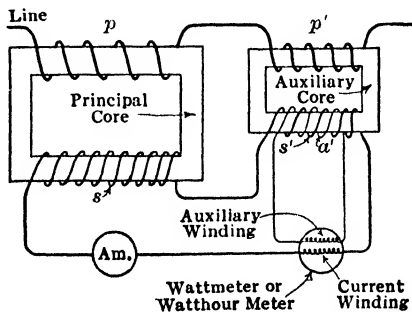 Line
p
p'
Principal
Core
Auxiliary
Core
s
s'
a'
Auxiliary
Winding
Am.
Wattmeter or
Watthour Meter
Current
Winding